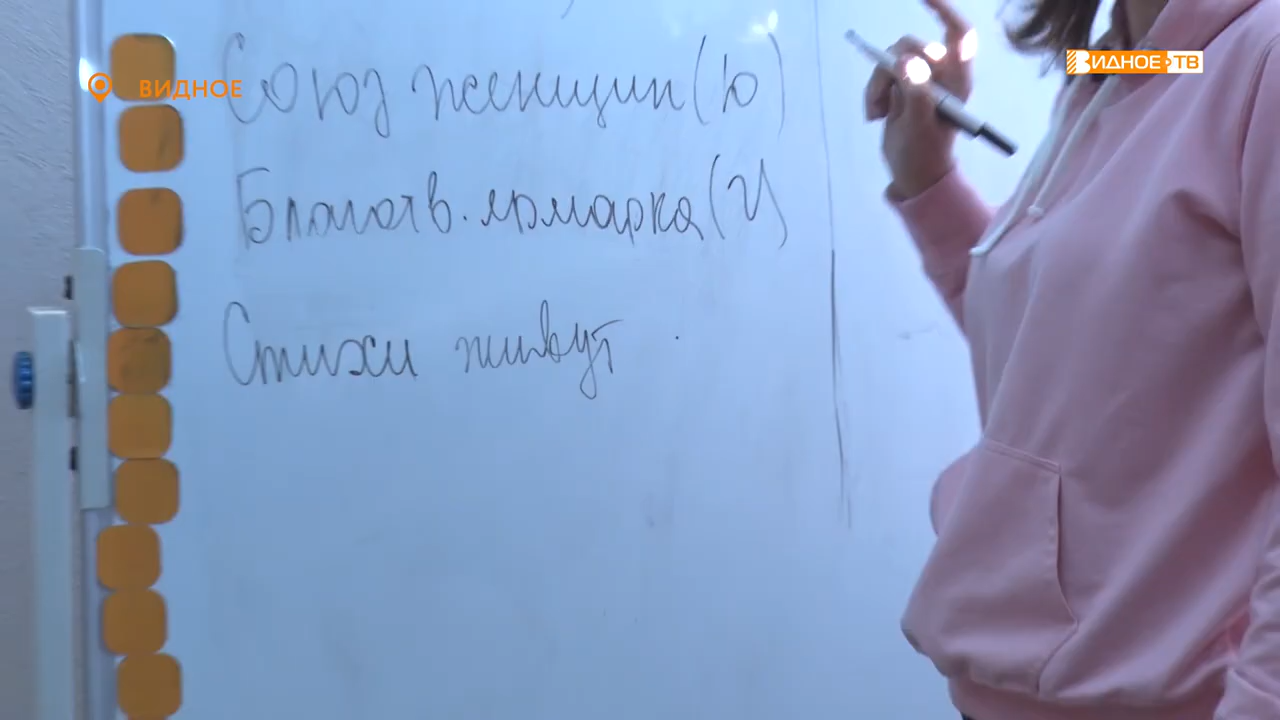 ВИДНОЕ
ВИДНОЕ ТВ
Союз женщин (ю)
Благотв. ярмарка (Ч)
Стихи живут